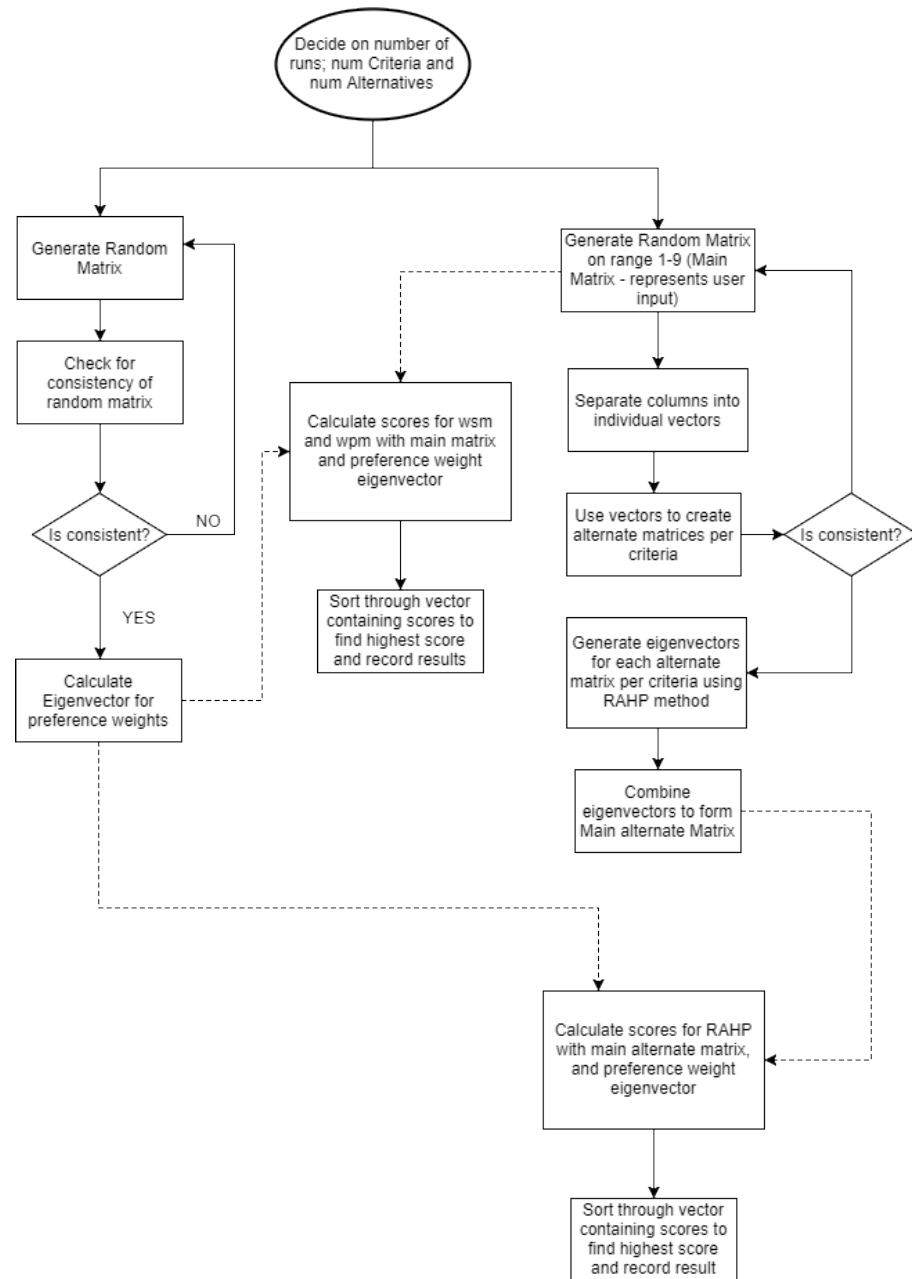 Decide on number of
runs; num Criteria and
num Alternatives
Generate Random
Matrix
Generate Random Matrix
on range 1-9 (Main
Matrix - represents user
input)
Check for
consistency of
random matrix
Separate columns into
individual vectors
Calculate scores for wsm
and wpm with main matrix
and preference weight
eigenvector
Is consistent?
NO
Use vectors to create
alternate matrices per
criteria
Is consistent?
YES
Sort through vector
containing scores to
find highest score
and record results
Calculate
Eigenvector for
preference weights
Generate eigenvectors
for each alternate
matrix per criteria using
RAHP method
Combine
eigenvectors to form
Main alternate Matrix
Calculate scores for RAHP
with main alternate matrix,
and preference weight
eigenvector
Sort through vector
containing scores to
find highest score
and record result